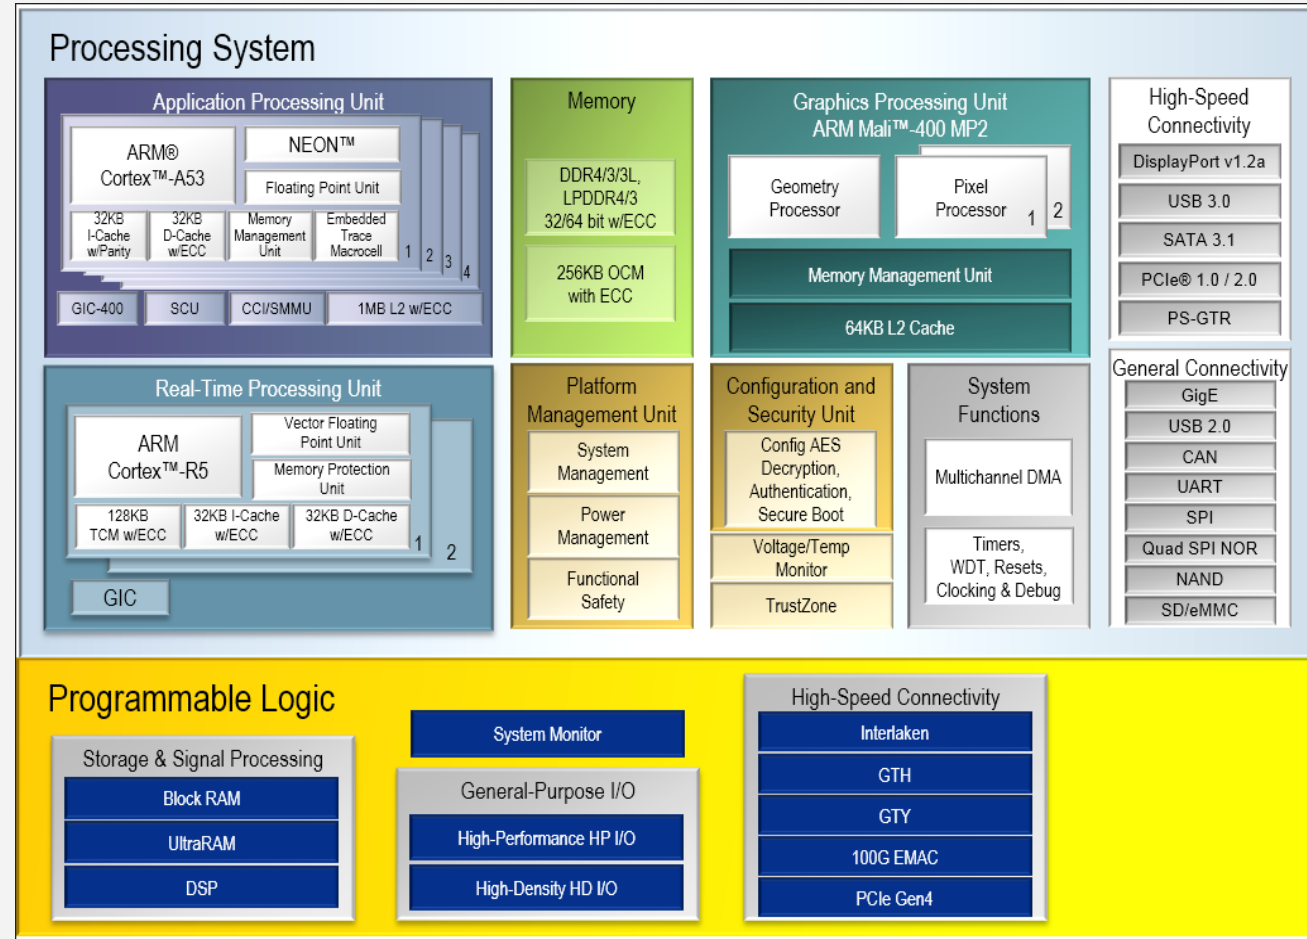 Processing System
Application Processing Unit
ARM®
Cortex™-A53
NEON™
Floating Point Unit
32KB
I-Cache
w/Parity
32KB
D-Cache
w/ECC
Memory
Management
Unit
Embedded
Trace
Macrocell
1
2
3
4
GIC-400
SCU
CCI/SMMU
1MB L2 w/ECC
Memory
DDR4/3/3L,
LPDDR4/3
32/64 bit w/ECC
256KB OCM
with ECC
Graphics Processing Unit
ARM Mali™-400 MP2
Geometry
Processor
Pixel
Processor
1
2
Memory Management Unit
64KB L2 Cache
High-Speed
Connectivity
DisplayPort v1.2a
USB 3.0
SATA 3.1
PCIe® 1.0 / 2.0
PS-GTR
Real-Time Processing Unit
ARM
Cortex™-R5
Vector Floating
Point Unit
Memory Protection
Unit
128KB
TCM w/ECC
32KB I-Cache
w/ECC
32KB D-Cache
w/ECC
1
2
GIC
Platform
Management Unit
System
Management
Power
Management
Functional
Safety
Configuration and
Security Unit
Config AES
Decryption,
Authentication,
Secure Boot
Voltage/Temp
Monitor
TrustZone
System
Functions
Multichannel DMA
Timers,
WDT, Resets,
Clocking & Debug
General Connectivity
GigE
USB 2.0
CAN
UART
SPI
Quad SPI NOR
NAND
SD/eMMC
Programmable Logic
Storage & Signal Processing
Block RAM
UltraRAM
DSP
System Monitor
General-Purpose I/O
High-Performance HP I/O
High-Density HD I/O
High-Speed Connectivity
Interlaken
GTH
GTY
100G EMAC
PCIe Gen4